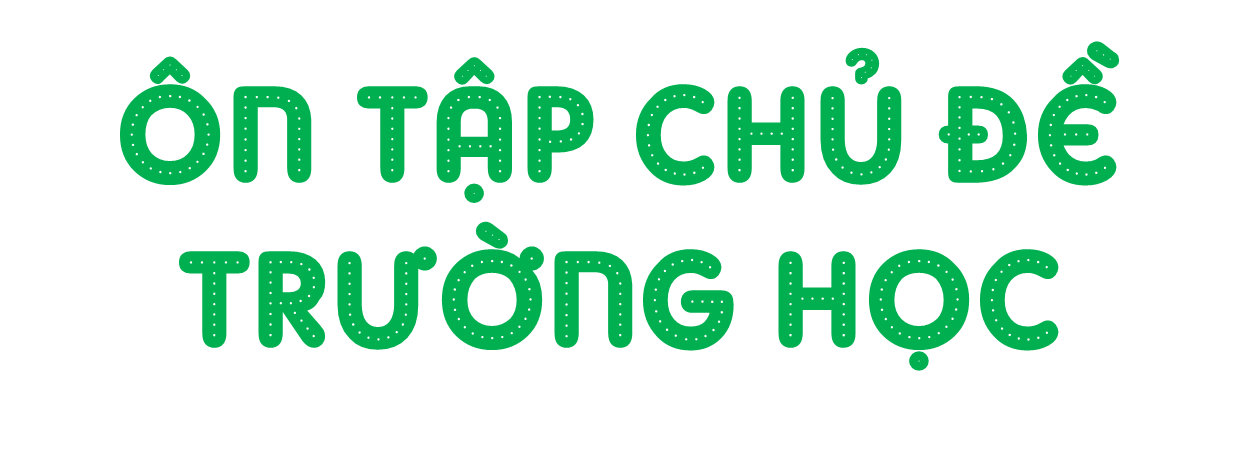 ÔN TẬP CHỦ ĐỀ
TRƯỜNG HỌC